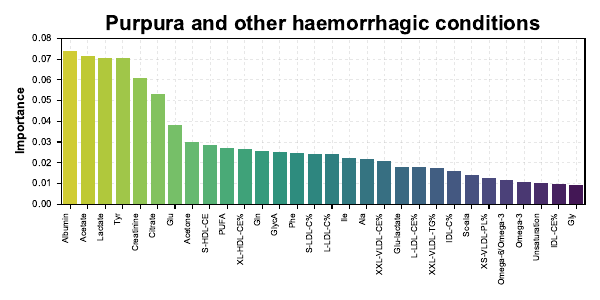 Purpura and other haemorrhagic conditions
Importance
0.08
0.07
0.06
0.05
0.04
0.03
0.02
0.01
0.00
Albumin
Acetate
Lactate
Tyr
Creatinine
Citrate
Glu
Acetone
S-HDL-CE
PUFA
XL-HDL-CE%
Gln
GlycA
Phe
S-LDL-C%
L-LDL-C%
Ile
Ala
XXL-VLDL-CE%
Glu-lactate
L-LDL-CE%
XXL-VLDL-TG%
IDL-C%
XS-VLDL-PL%
Omega-6/Omega-3
Omega-3
Unsaturation
IDL-CE%
Gly